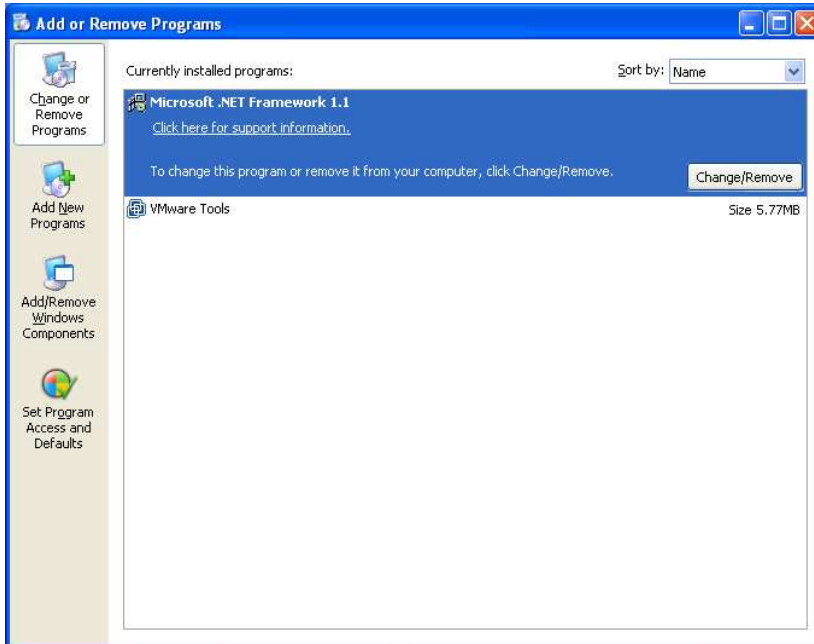 Add or Remove Programs
Change or
Remove
Programs
Add New
Programs
Add/Remove
Windows
Components
Set Program
Access and
Defaults
Currently installed programs:
Sort by: Name
Microsoft .NET Framework 1.1
Click here for support information.
To change this program or remove it from your computer, click Change/Remove.
Change/Remove
VMware Tools
Size 5.77MB